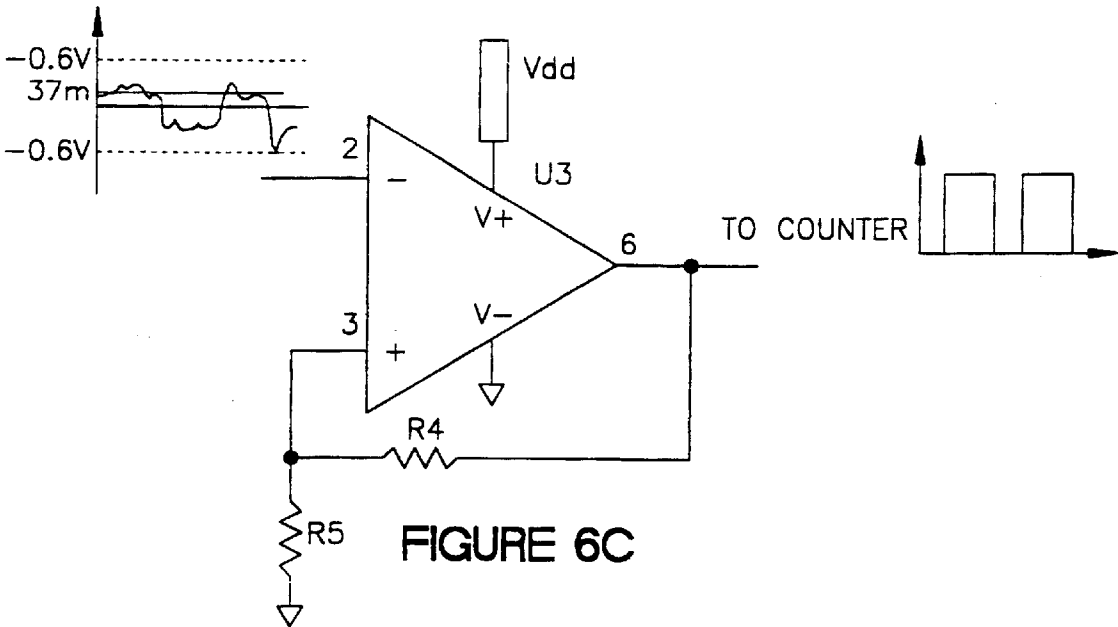 −0.6V
37m
−0.6V
Vdd
2
−
U3
V+
6
TO COUNTER
3
+
V−
R4
R5
FIGURE 6C